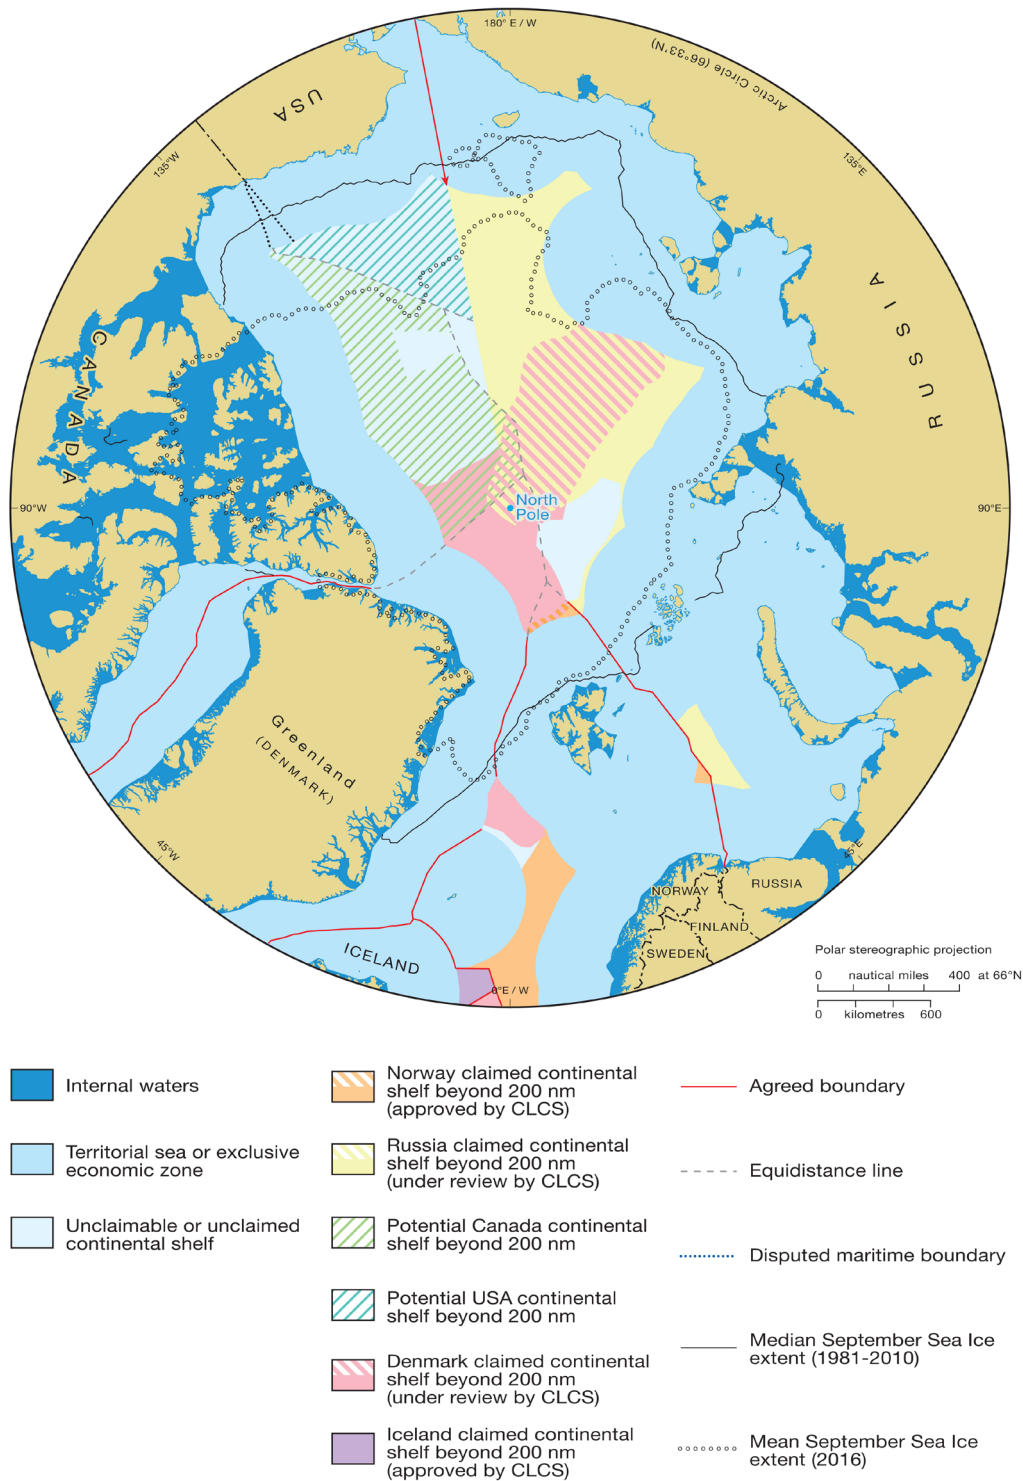 180° E / W
Arctic Circle (66°33'N)
USA
135°W
135°E
RUSSIA
CANADA
90°W
North
Pole
90°E
Greenland
(DENMARK)
45°W
45°E
NORWAY
RUSSIA
FINLAND
SWEDEN
ICELAND
0°E / W
Polar stereographic projection
0 nautical miles 400 at 66°N
0 kilometres 600
Internal waters
Territorial sea or exclusive
economic zone
Unclaimable or unclaimed
continental shelf
Norway claimed continental
shelf beyond 200 nm
(approved by CLCS)
Russia claimed continental
shelf beyond 200 nm
(under review by CLCS)
Potential Canada continental
shelf beyond 200 nm
Potential USA continental
shelf beyond 200 nm
Denmark claimed continental
shelf beyond 200 nm
(under review by CLCS)
Iceland claimed continental
shelf beyond 200 nm
(approved by CLCS)
Agreed boundary
Equidistance line
Disputed maritime boundary
Median September Sea Ice
extent (1981-2010)
Mean September Sea Ice
extent (2016)